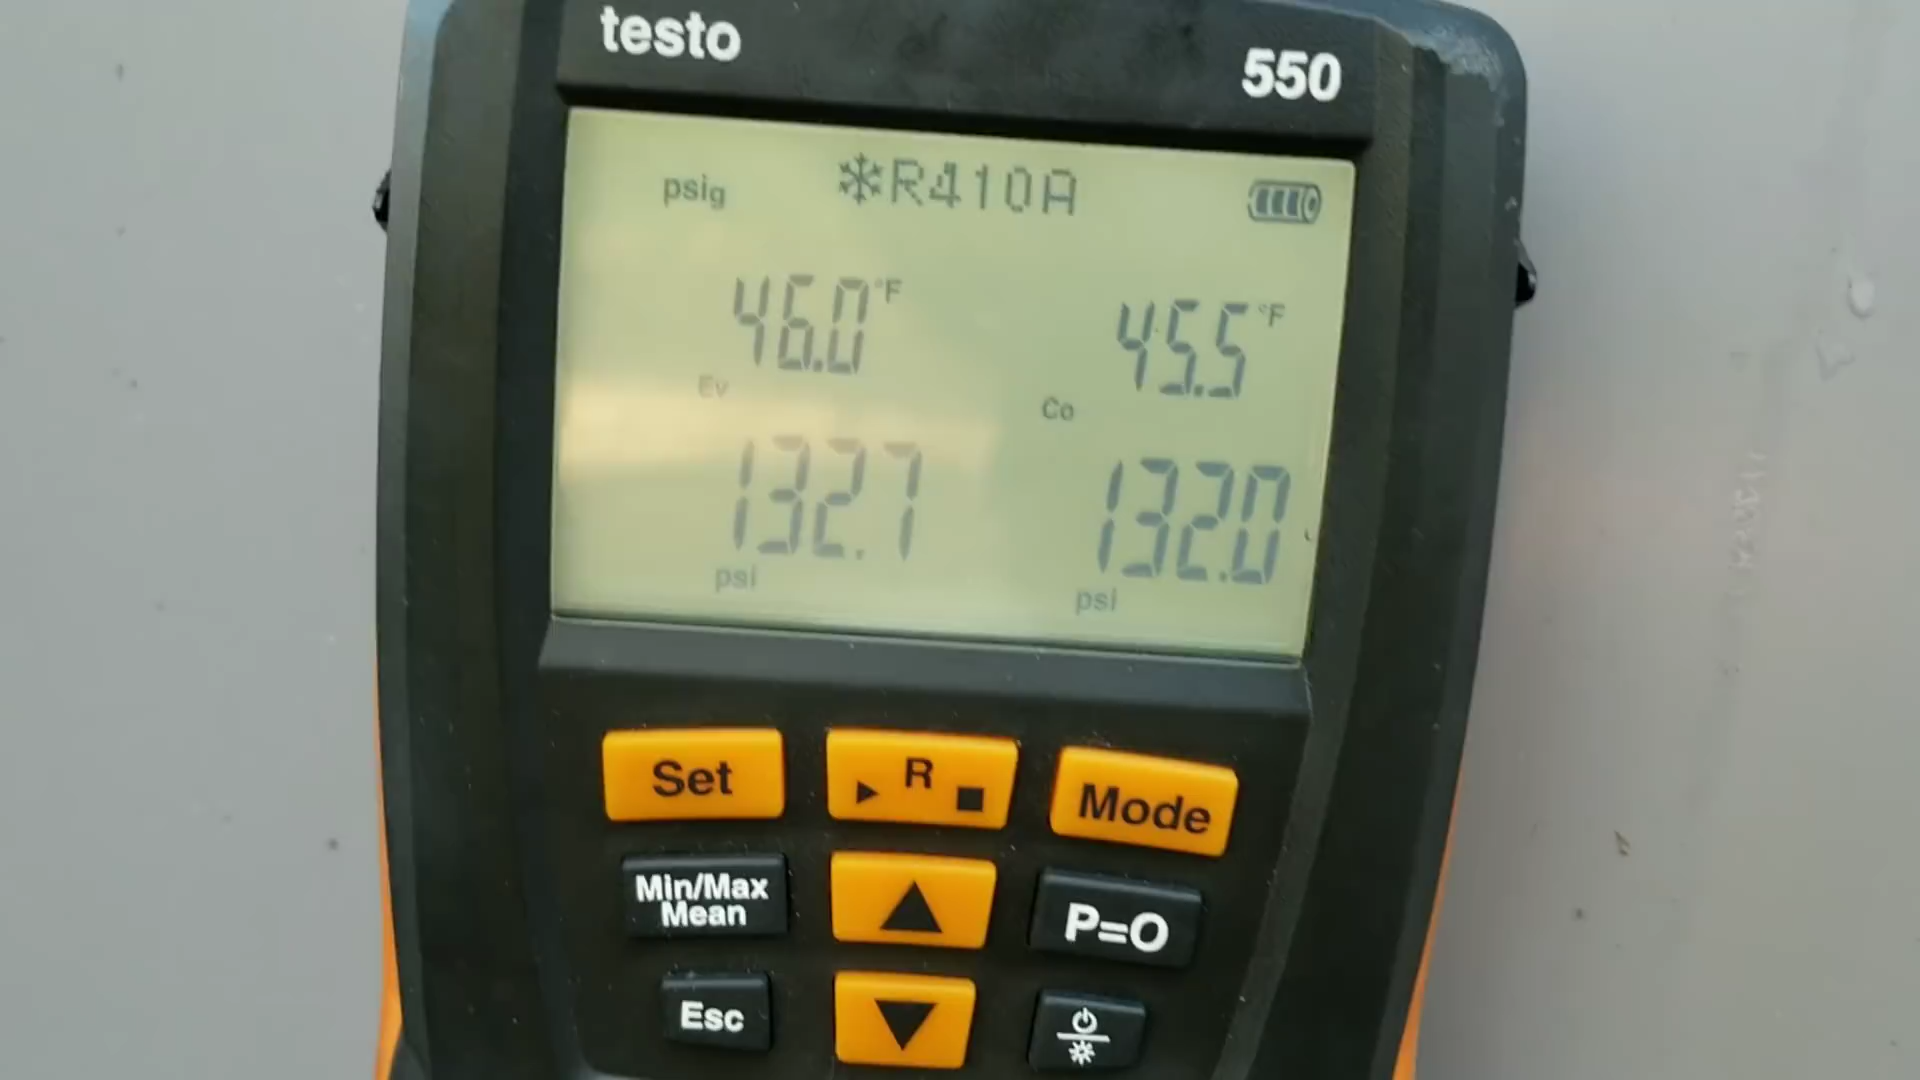 testo
550
psig ❄R410A
46.0 °F 45.5 °F
Ev Co
132.7 132.0
psi psi
Set R Mode
Min/Max
Mean
P=O
Esc